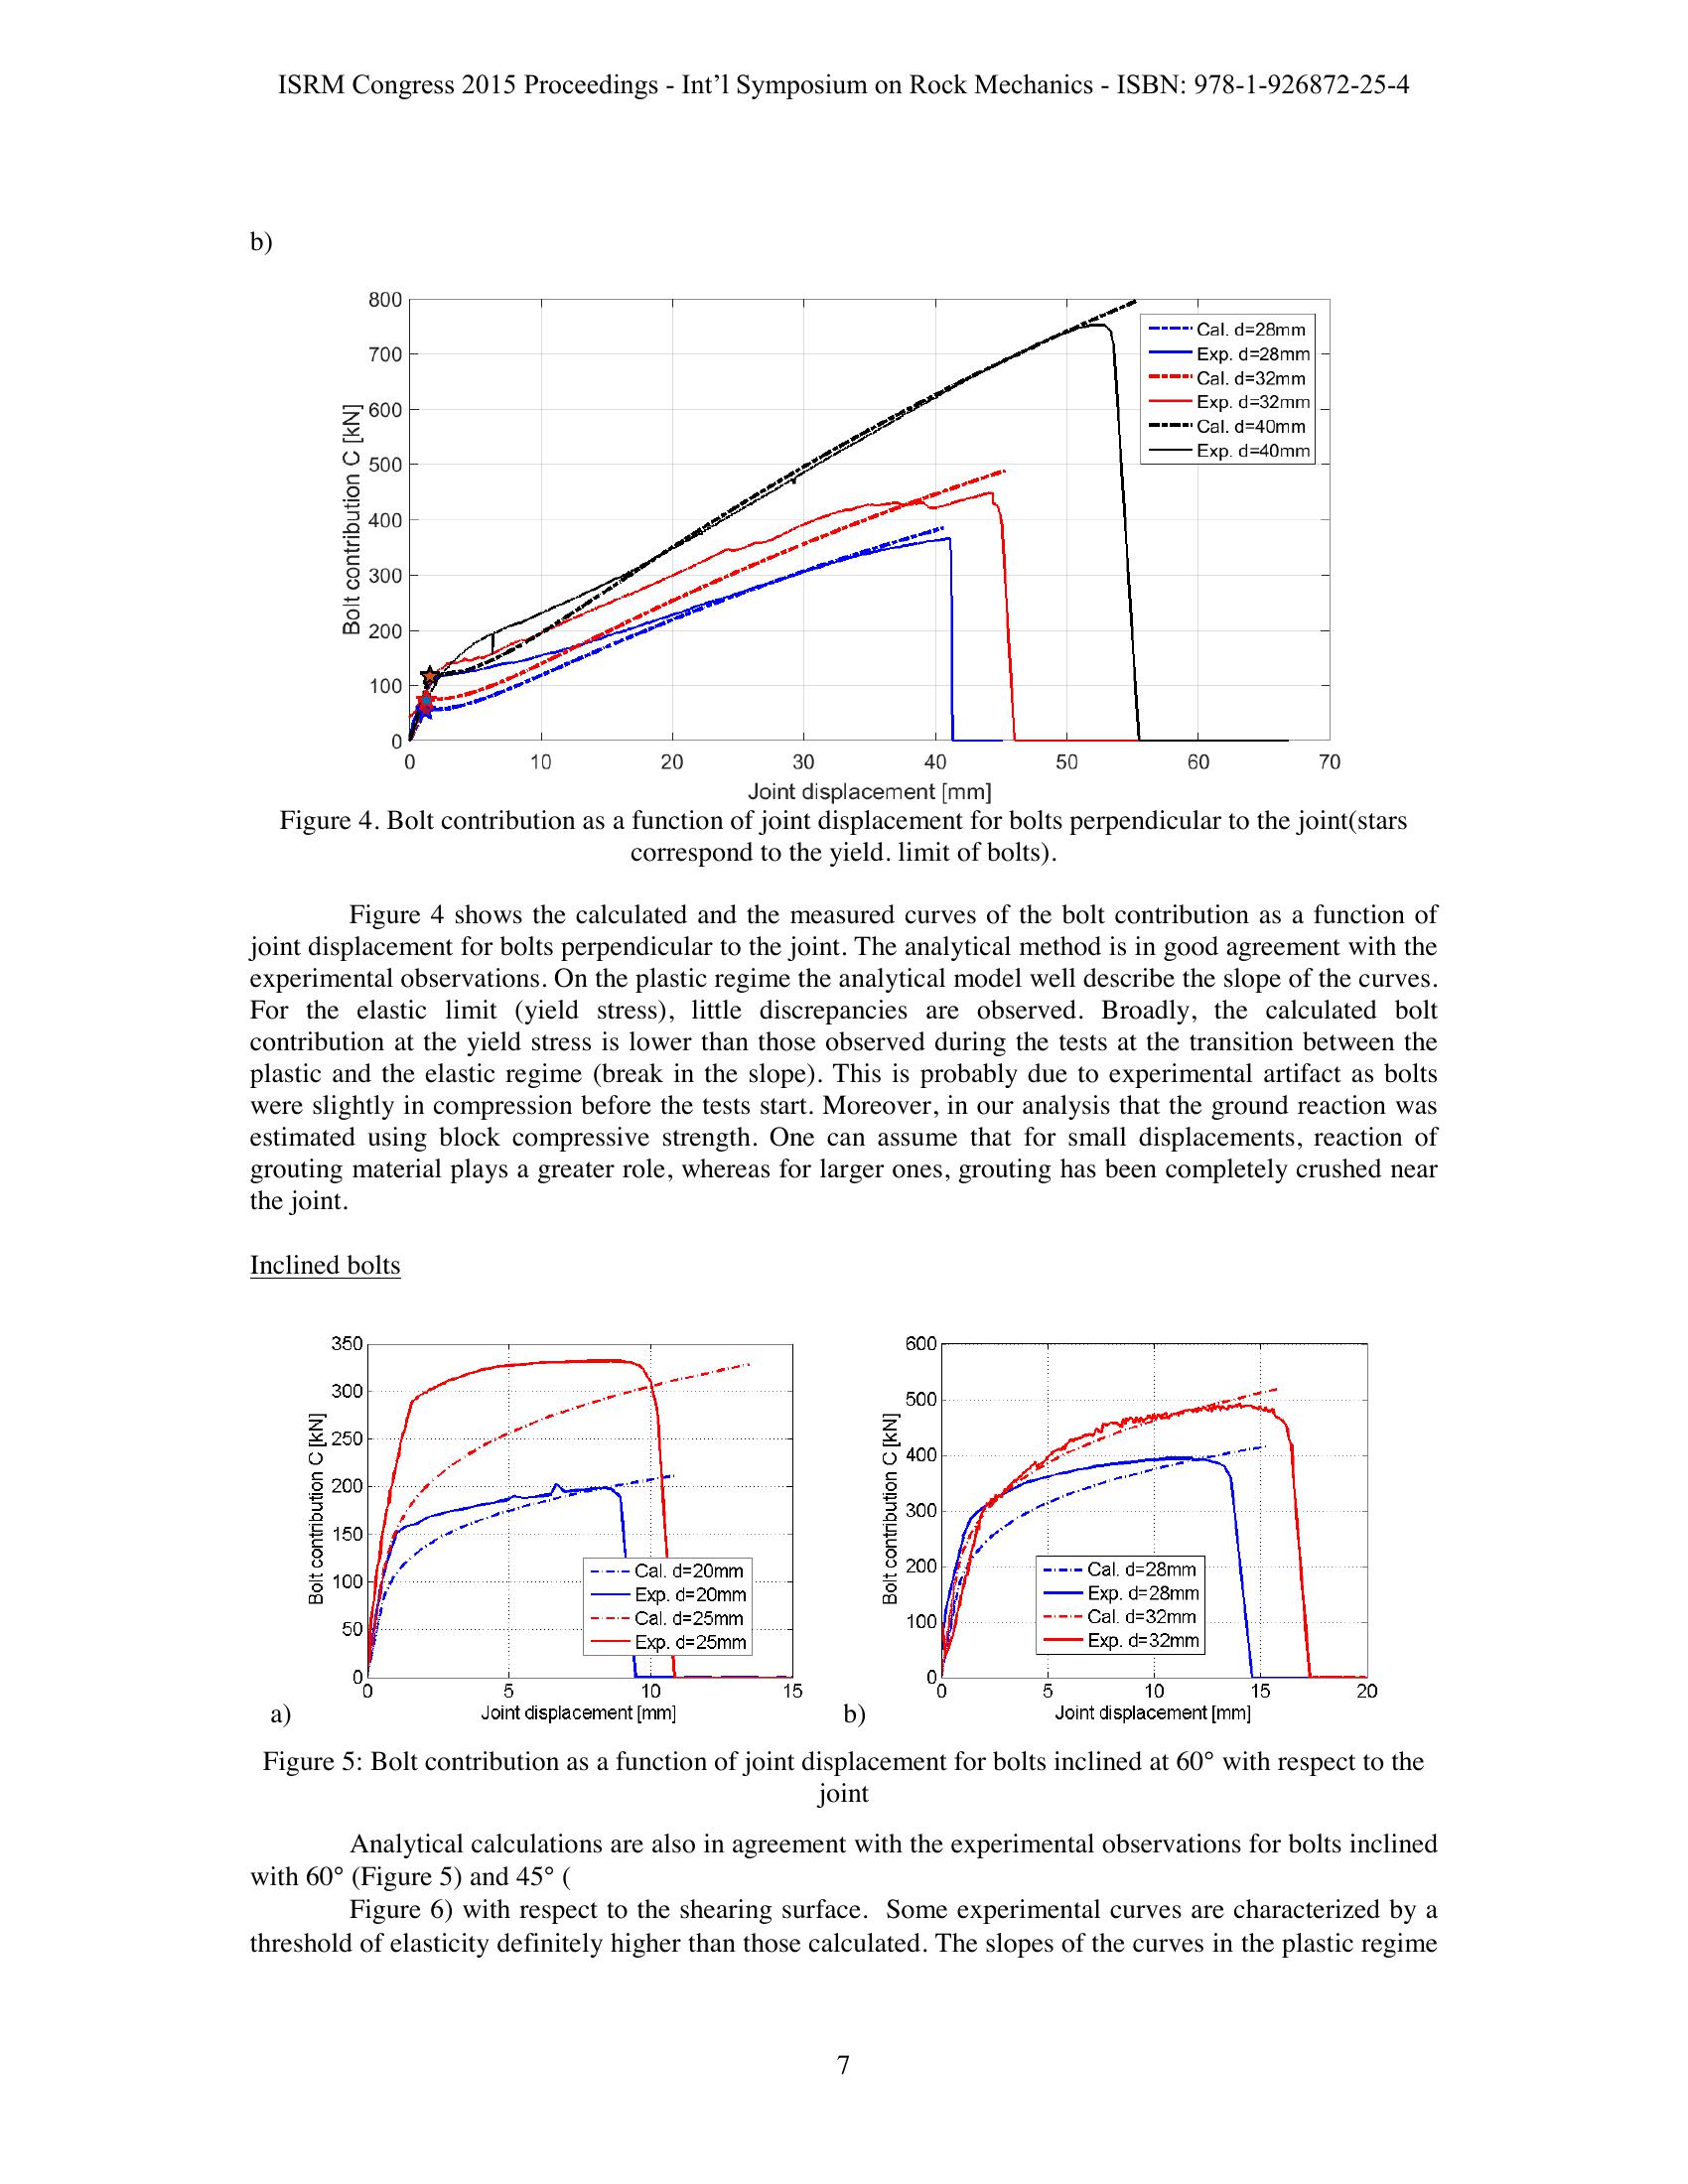 ISRM Congress 2015 Proceedings - Int'l Symposium on Rock Mechanics - ISBN: 978-1-926872-25-4
b)
800
700
600
500
400
300
200
100
0
Bolt contribution C [kN]
Cal. d=28mm
Exp. d=28mm
Cal. d=32mm
Exp. d=32mm
Cal. d=40mm
Exp. d=40mm
0 10 20 30 40 50 60 70
Joint displacement [mm]
Figure 4. Bolt contribution as a function of joint displacement for bolts perpendicular to the joint(stars
correspond to the yield. limit of bolts).
Figure 4 shows the calculated and the measured curves of the bolt contribution as a function of
joint displacement for bolts perpendicular to the joint. The analytical method is in good agreement with the
experimental observations. On the plastic regime the analytical model well describe the slope of the curves.
For the elastic limit (yield stress), little discrepancies are observed. Broadly, the calculated bolt
contribution at the yield stress is lower than those observed during the tests at the transition between the
plastic and the elastic regime (break in the slope). This is probably due to experimental artifact as bolts
were slightly in compression before the tests start. Moreover, in our analysis that the ground reaction was
estimated using block compressive strength. One can assume that for small displacements, reaction of
grouting material plays a greater role, whereas for larger ones, grouting has been completely crushed near
the joint.
Inclined bolts
350
300
250
200
150
100
50
0
Bolt contribution C [kN]
Cal. d=20mm
Exp. d=20mm
Cal. d=25mm
Exp. d=25mm
0 5 10 15
Joint displacement [mm]
a)
600
500
400
300
200
100
0
Bolt contribution C [kN]
Cal. d=28mm
Exp. d=28mm
Cal. d=32mm
Exp. d=32mm
0 5 10 15 20
Joint displacement [mm]
b)
Figure 5: Bolt contribution as a function of joint displacement for bolts inclined at 60° with respect to the
joint
Analytical calculations are also in agreement with the experimental observations for bolts inclined
with 60° (Figure 5) and 45° (
Figure 6) with respect to the shearing surface. Some experimental curves are characterized by a
threshold of elasticity definitely higher than those calculated. The slopes of the curves in the plastic regime
7